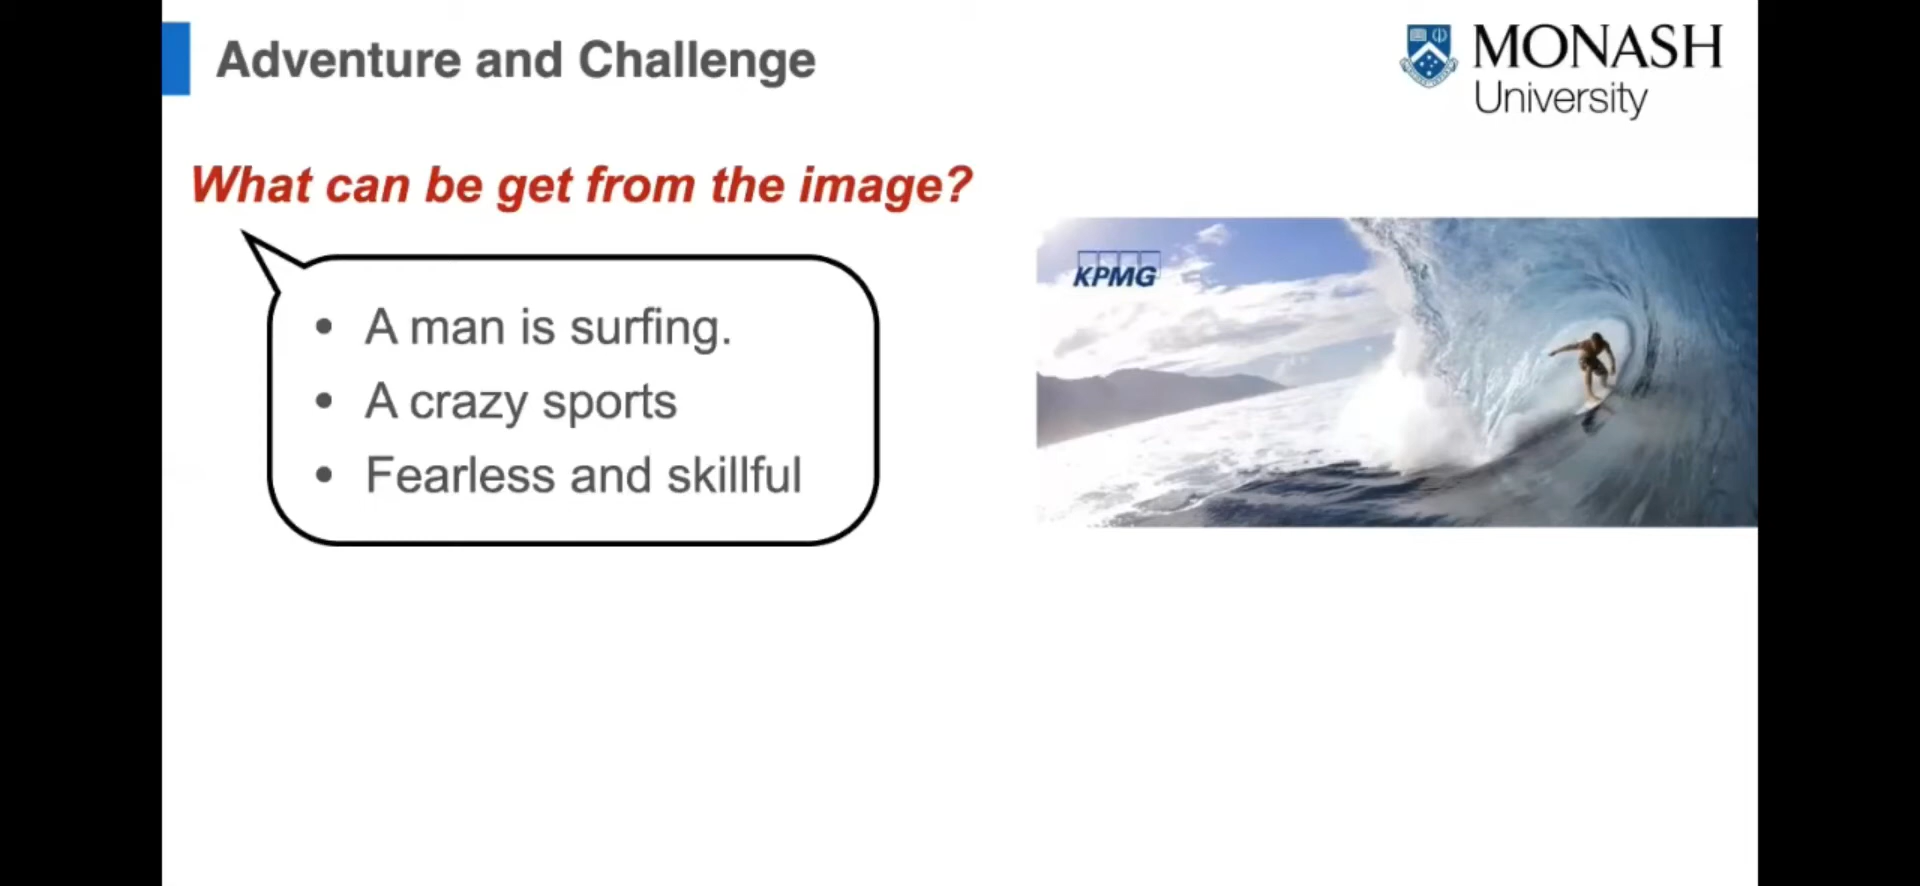 Adventure and Challenge
MONASH
University
What can be get from the image?
KPMG
• A man is surfing.
• A crazy sports
• Fearless and skillful